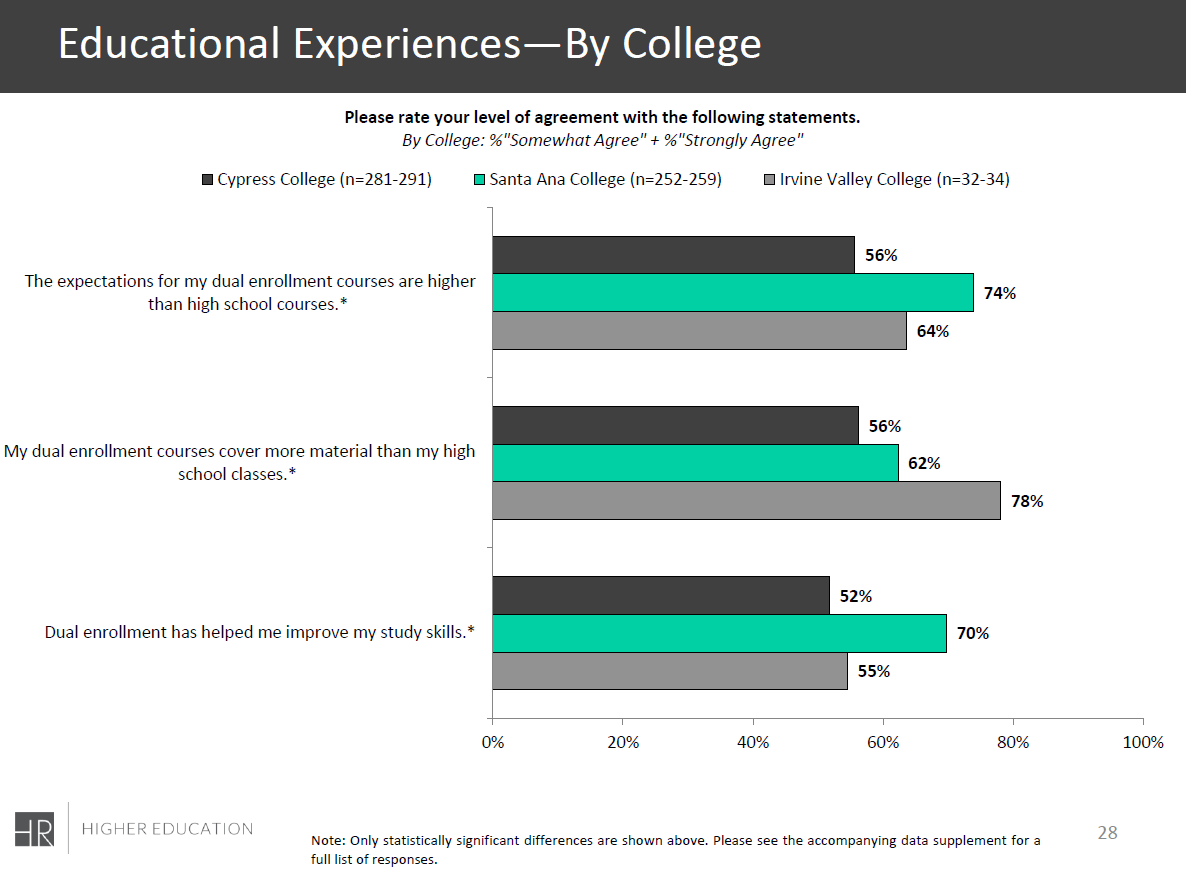 Educational Experiences—By College
Please rate your level of agreement with the following statements.
By College: %"Somewhat Agree" + %"Strongly Agree"
Cypress College (n=281-291) Santa Ana College (n=252-259) Irvine Valley College (n=32-34)
The expectations for my dual enrollment courses are higher
than high school courses.*
56%
74%
64%
My dual enrollment courses cover more material than my high
school classes.*
56%
62%
78%
Dual enrollment has helped me improve my study skills.*
52%
70%
55%
0% 20% 40% 60% 80% 100%
HR
HIGHER EDUCATION
Note: Only statistically significant differences are shown above. Please see the accompanying data supplement for a
full list of responses.
28